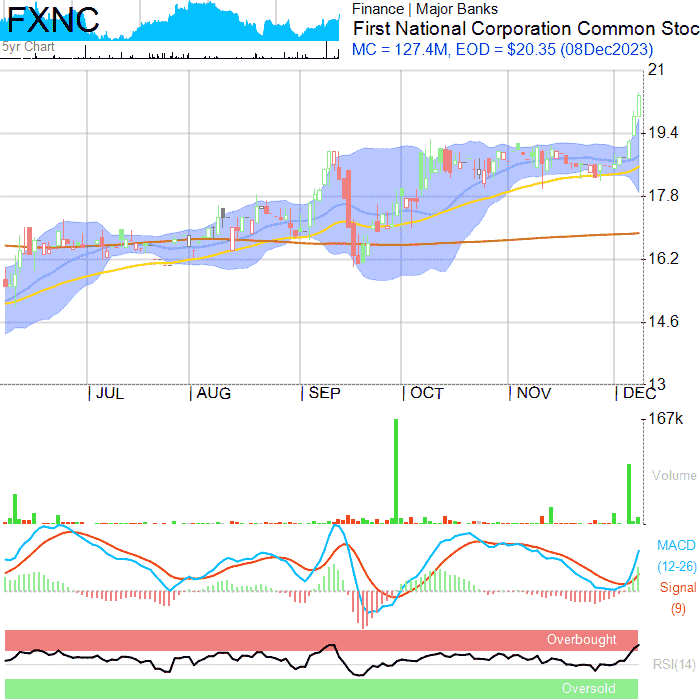 FXNC
5yr Chart
Finance | Major Banks
First National Corporation Common Stoc
MC = 127.4M, EOD = $20.35 (08Dec2023)
21
19.4
17.8
16.2
14.6
13
JUL
AUG
SEP
OCT
NOV
DEC
167k
Volume
MACD
(12-26)
Signal
(9)
Overbought
RSI(14)
Oversold